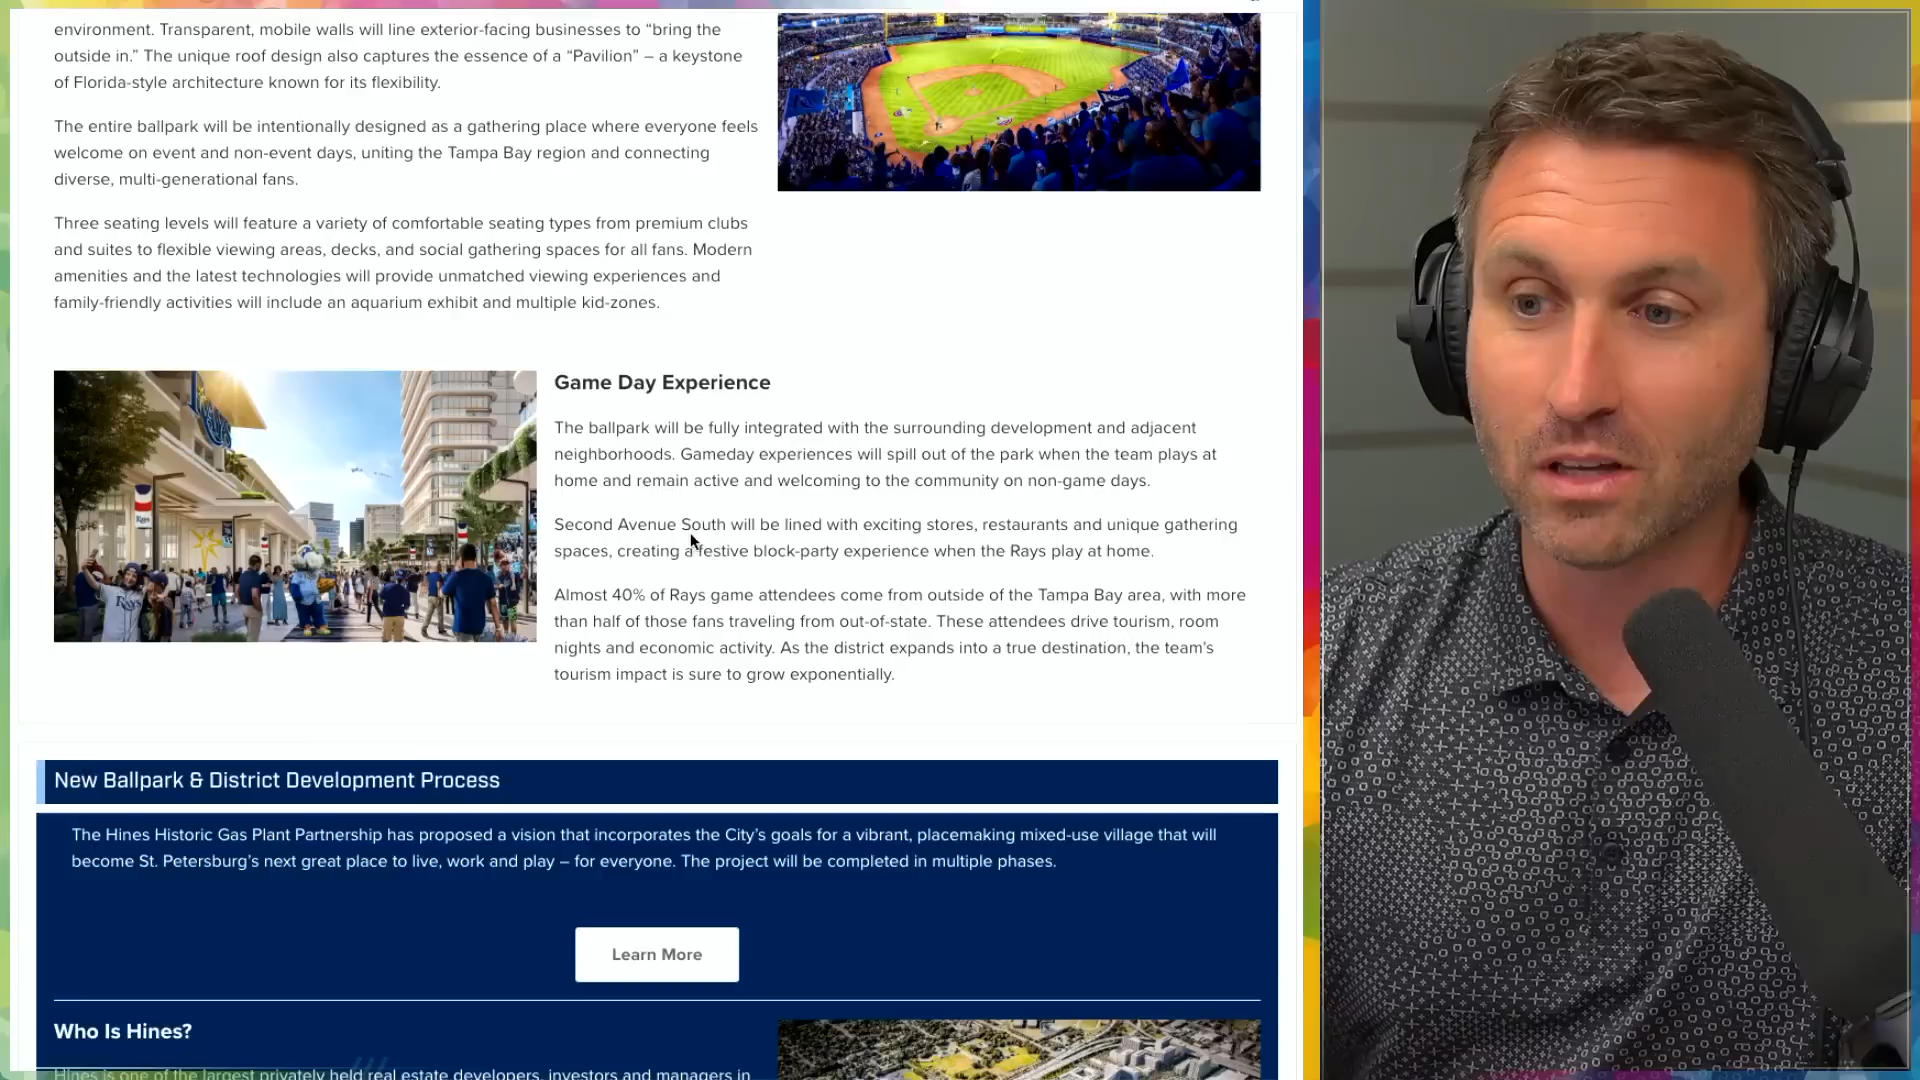 environment. Transparent, mobile walls will line exterior-facing businesses to “bring the
outside in.” The unique roof design also captures the essence of a “Pavilion” – a keystone
of Florida-style architecture known for its flexibility.
The entire ballpark will be intentionally designed as a gathering place where everyone feels
welcome on event and non-event days, uniting the Tampa Bay region and connecting
diverse, multi-generational fans.
Three seating levels will feature a variety of comfortable seating types from premium clubs
and suites to flexible viewing areas, decks, and social gathering spaces for all fans. Modern
amenities and the latest technologies will provide unmatched viewing experiences and
family-friendly activities will include an aquarium exhibit and multiple kid-zones.
Game Day Experience
The ballpark will be fully integrated with the surrounding development and adjacent
neighborhoods. Gameday experiences will spill out of the park when the team plays at
home and remain active and welcoming to the community on non-game days.
Second Avenue South will be lined with exciting stores, restaurants and unique gathering
spaces, creating a festive block-party experience when the Rays play at home.
Almost 40% of Rays game attendees come from outside of the Tampa Bay area, with more
than half of those fans traveling from out-of-state. These attendees drive tourism, room
nights and economic activity. As the district expands into a true destination, the team's
tourism impact is sure to grow exponentially.
New Ballpark & District Development Process
The Hines Historic Gas Plant Partnership has proposed a vision that incorporates the City’s goals for a vibrant, placemaking mixed-use village that will
become St. Petersburg’s next great place to live, work and play – for everyone. The project will be completed in multiple phases.
Learn More
Who Is Hines?
Hines is one of the largest privately held real estate developers, investors and managers in